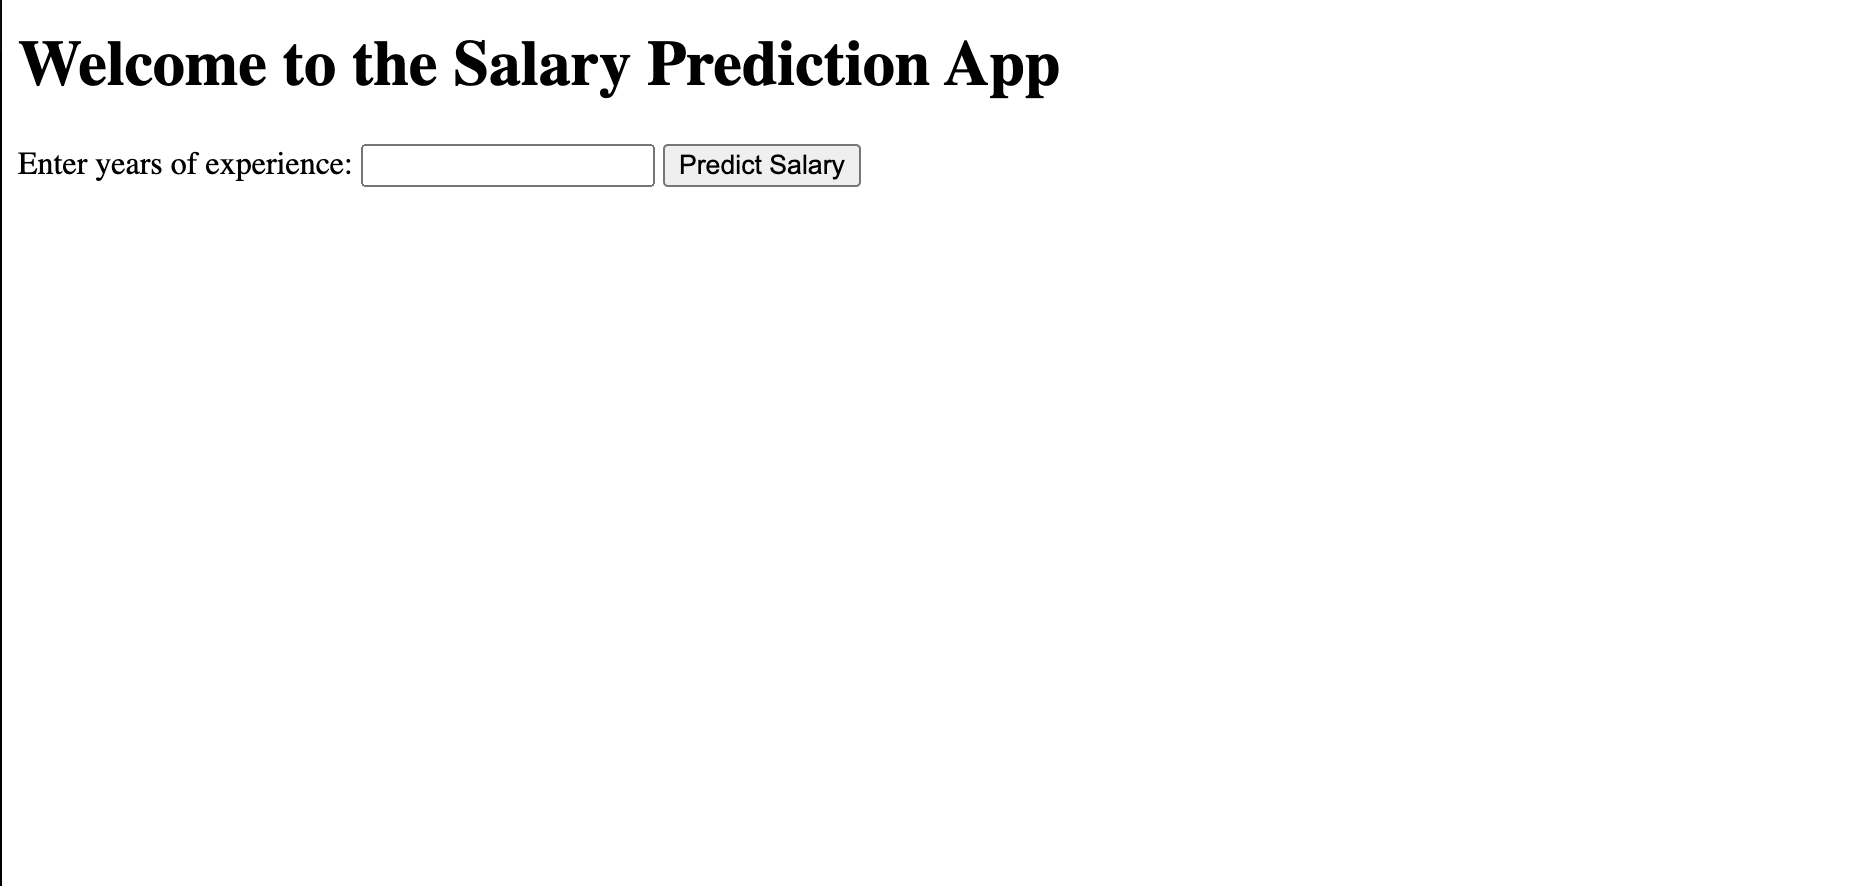 Welcome to the Salary Prediction App
Enter years of experience: Predict Salary